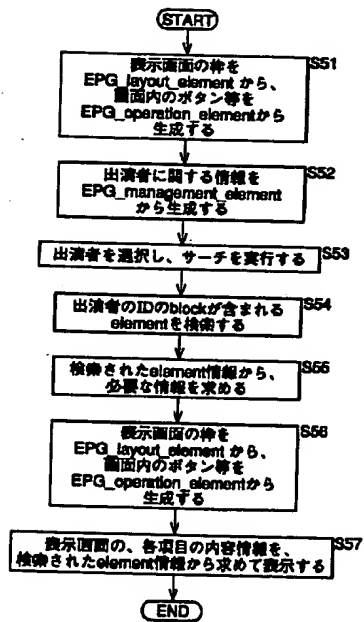 START
S51
表示画面の枠を
EPG_layout_element から、
画面内のボタン等を
EPG_operation_elementから
生成する
S52
出演者に関する情報を
EPG_management_element
から生成する
S53
出演者を選択し、サーチを実行する
S54
出演者のIDのblockが含まれる
elementを検索する
S55
検索されたelement情報から、
必要な情報を求める
S56
表示画面の枠を
EPG_layout_element から、
画面内のボタン等を
EPG_operation_elementから
生成する
S57
表示画面の、各項目の内容情報を、
検索されたelement情報から求めて表示する
END